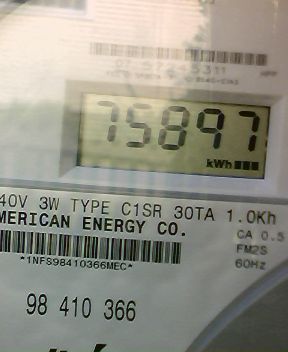 75897
kWh
40V 3W TYPE C1SR 30TA 1.0Kh
MERICAN ENERGY CO.
CA 0.5
FM2S
60Hz
*1NFS98410366MEC*
98 410 366